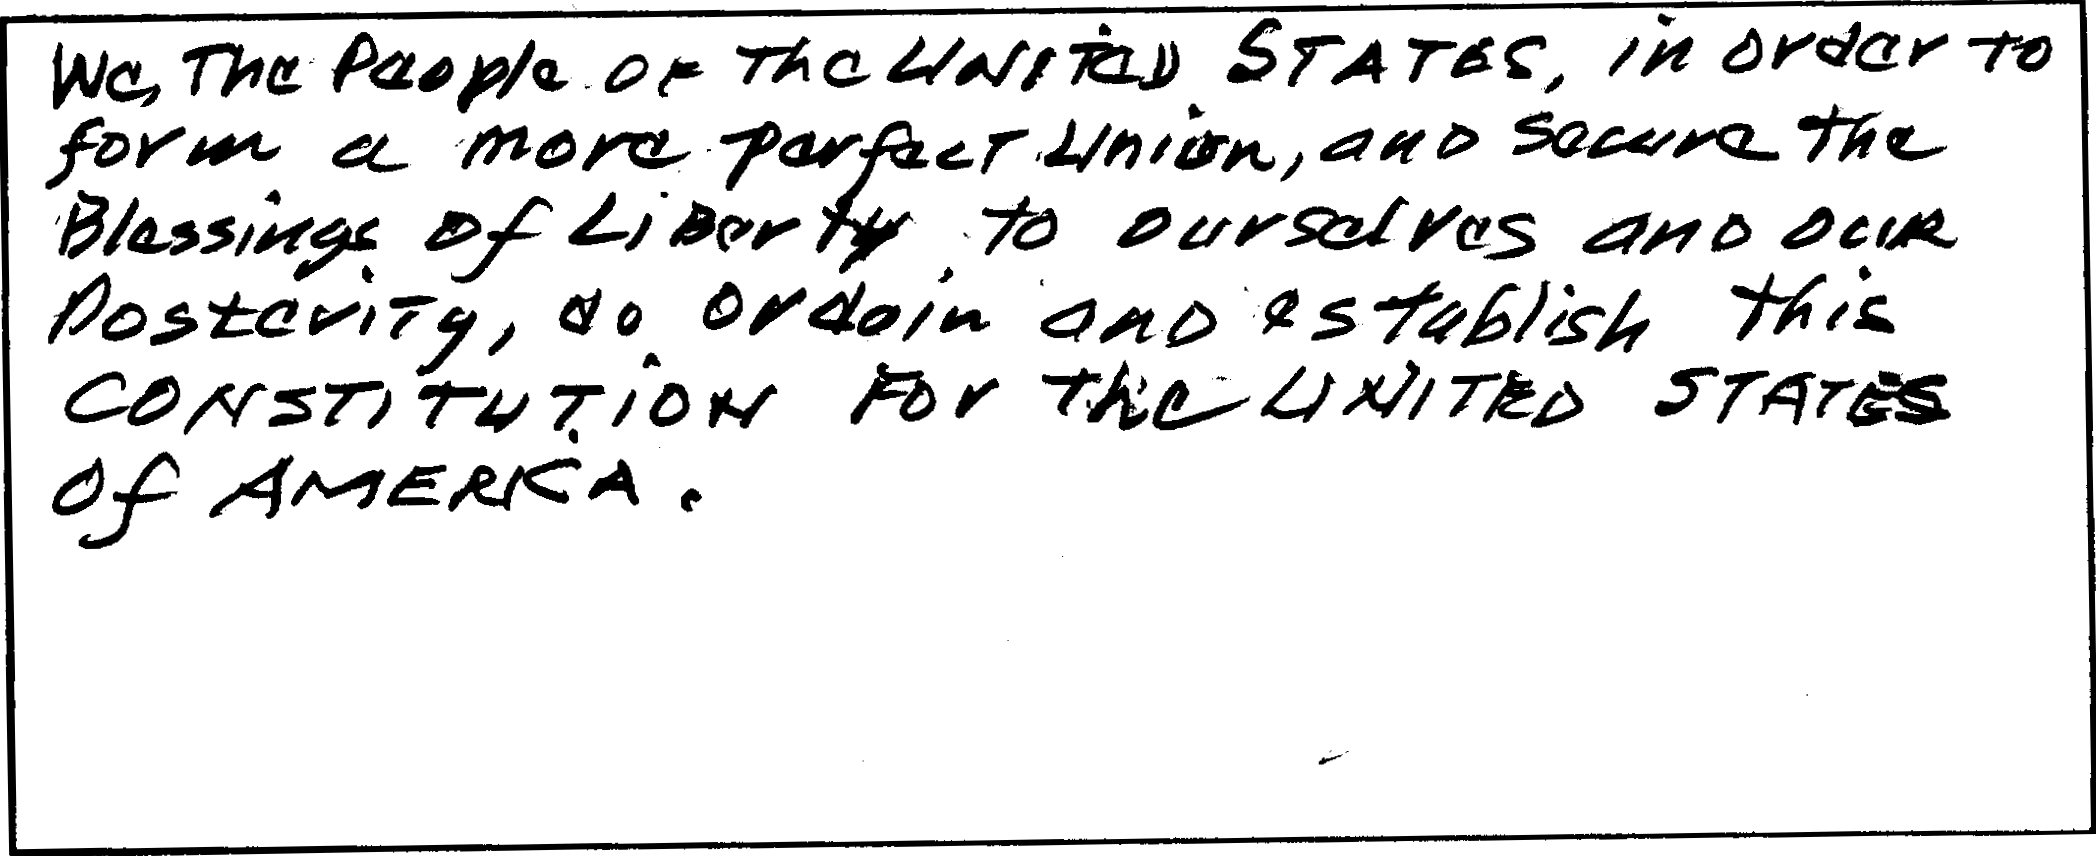 We, The People of the UNITED STATES, in order to
form a more perfect Union, and secure the
Blessings of Liberty to ourselves and our
Posterity, do ordain and establish this
CONSTITUTION For the UNITED STATES
Of AMERICA.